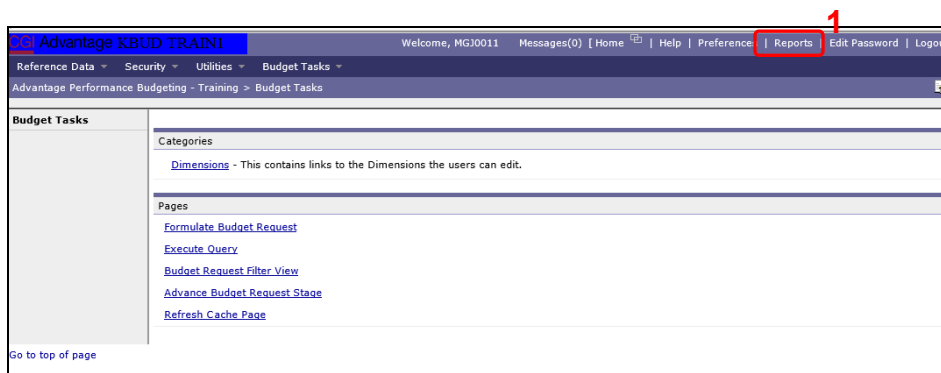 1
CGI Advantage KBUD TRAIN1 Welcome, MGJ0011 Messages(0) [ Home | Help | Preferences | Reports | Edit Password | Logou
Reference Data Security Utilities Budget Tasks
Advantage Performance Budgeting - Training > Budget Tasks
Budget Tasks
Categories
Dimensions - This contains links to the Dimensions the users can edit.
Pages
Formulate Budget Request
Execute Query
Budget Request Filter View
Advance Budget Request Stage
Refresh Cache Page
Go to top of page